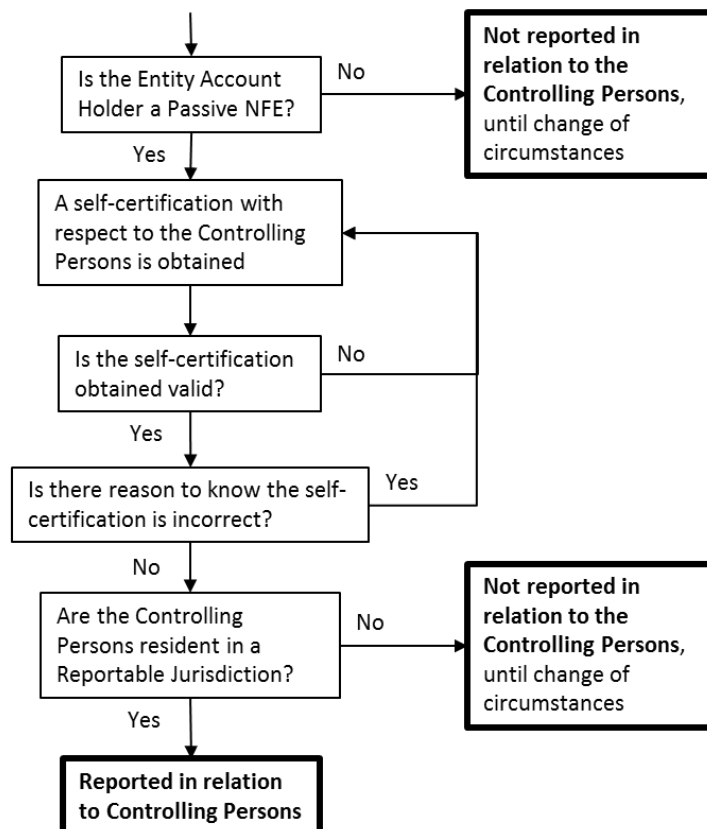 Is the Entity Account
Holder a Passive NFE?
No
Not reported in
relation to the
Controlling Persons,
until change of
circumstances
Yes
A self-certification with
respect to the Controlling
Persons is obtained
Is the self-certification
obtained valid?
No
Yes
Is there reason to know the self-
certification is incorrect?
Yes
No
Are the Controlling
Persons resident in a
Reportable Jurisdiction?
No
Not reported in
relation to the
Controlling Persons,
until change of
circumstances
Yes
Reported in relation
to Controlling Persons